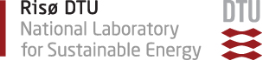 Risø DTU
National Laboratory
for Sustainable Energy
DTU